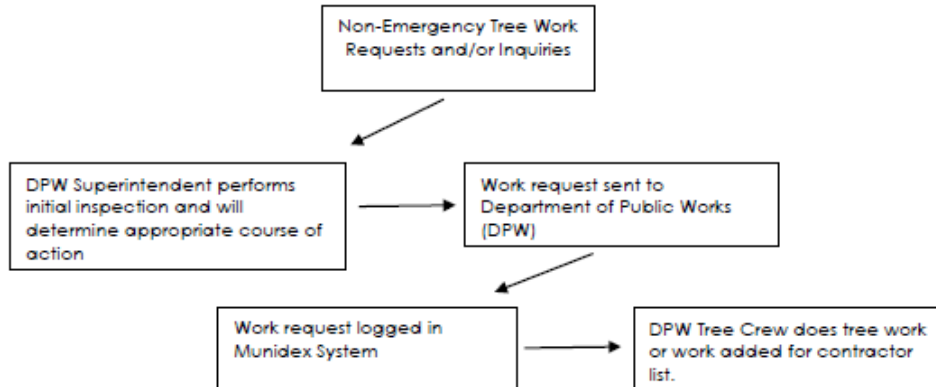 Non-Emergency Tree Work
Requests and/or Inquiries
DPW Superintendent performs
initial inspection and will
determine appropriate course of
action
Work request sent to
Department of Public Works
(DPW)
Work request logged in
Munidex System
DPW Tree Crew does tree work
or work added for contractor
list.